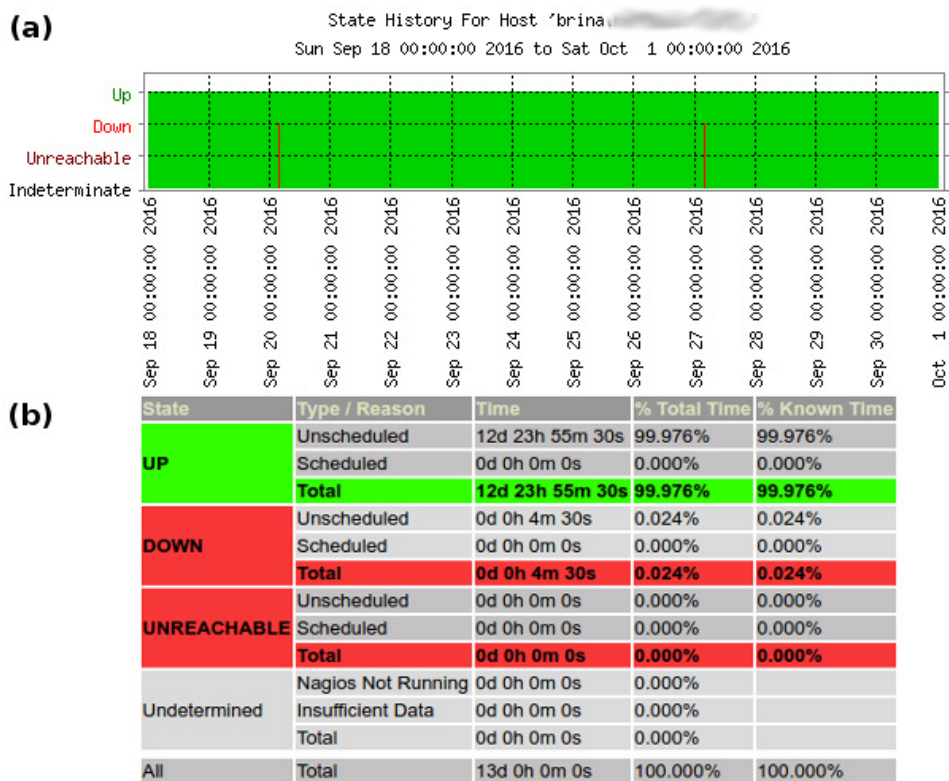 (a)
State History For Host 'brina
Sun Sep 18 00:00:00 2016 to Sat Oct 1 00:00:00 2016
Up
Down
Unreachable
Indeterminate
Sep 18 00:00:00 2016
Sep 19 00:00:00 2016
Sep 20 00:00:00 2016
Sep 21 00:00:00 2016
Sep 22 00:00:00 2016
Sep 23 00:00:00 2016
Sep 24 00:00:00 2016
Sep 25 00:00:00 2016
Sep 26 00:00:00 2016
Sep 27 00:00:00 2016
Sep 28 00:00:00 2016
Sep 29 00:00:00 2016
Sep 30 00:00:00 2016
Oct 1 00:00:00 2016
(b)
State Type / Reason Time % Total Time % Known Time
Unscheduled 12d 23h 55m 30s 99.976% 99.976%
UP Scheduled 0d 0h 0m 0s 0.000% 0.000%
Total 12d 23h 55m 30s 99.976% 99.976%
Unscheduled 0d 0h 4m 30s 0.024% 0.024%
DOWN Scheduled 0d 0h 0m 0s 0.000% 0.000%
Total 0d 0h 4m 30s 0.024% 0.024%
Unscheduled 0d 0h 0m 0s 0.000% 0.000%
UNREACHABLE Scheduled 0d 0h 0m 0s 0.000% 0.000%
Total 0d 0h 0m 0s 0.000% 0.000%
Nagios Not Running 0d 0h 0m 0s 0.000%
Undetermined Insufficient Data 0d 0h 0m 0s 0.000%
Total 0d 0h 0m 0s 0.000%
All Total 13d 0h 0m 0s 100.000% 100.000%